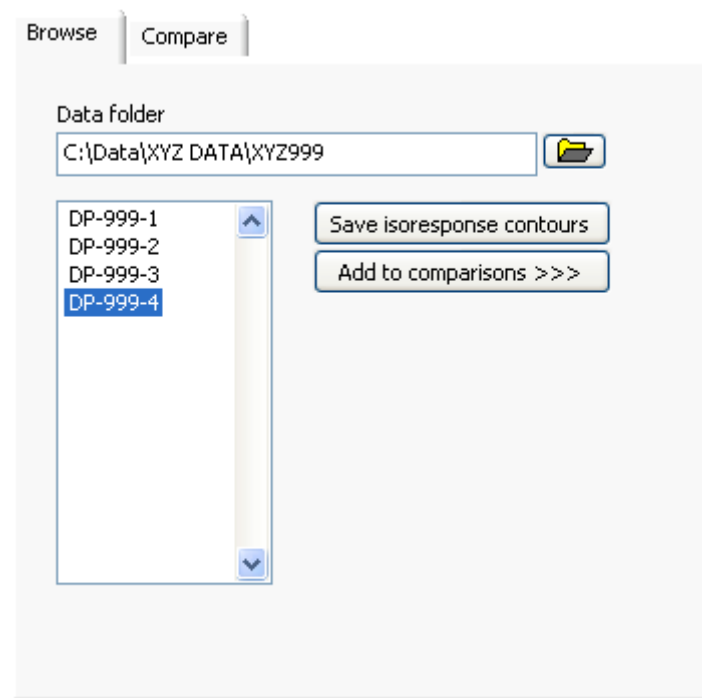 Browse
Compare
Data folder
C:\Data\XYZ DATA\XYZ999
DP-999-1
DP-999-2
DP-999-3
DP-999-4
Save isoresponse contours
Add to comparisons >>>